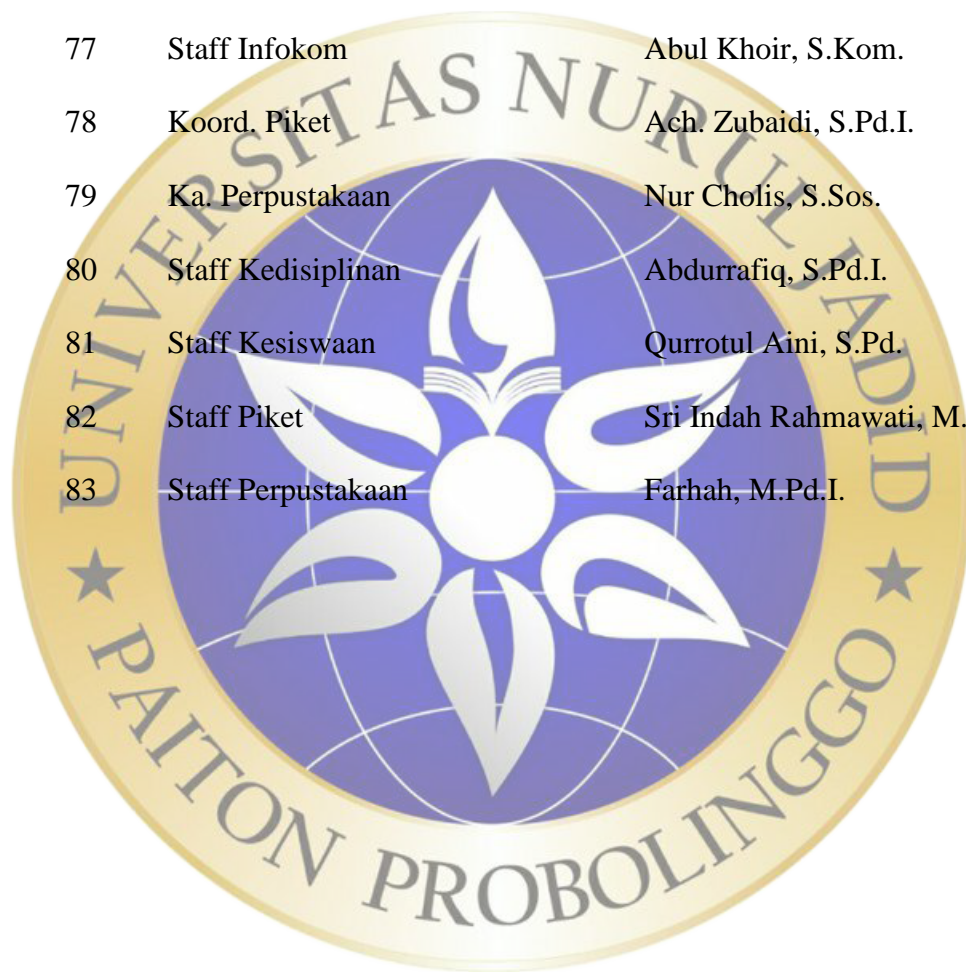 77 Staff Infokom Abul Khoir, S.Kom.
78 Koord. Piket Ach. Zubaidi, S.Pd.I.
79 Ka. Perpustakaan Nur Cholis, S.Sos.
80 Staff Kedisiplinan Abdurrafiq, S.Pd.I.
81 Staff Kesiswaan Qurrotul Aini, S.Pd.
82 Staff Piket Sri Indah Rahmawati, M.
83 Staff Perpustakaan Farhah, M.Pd.I.
UNIVERSITAS NURUL JADID
★ PAITON PROBOLINGGO ★